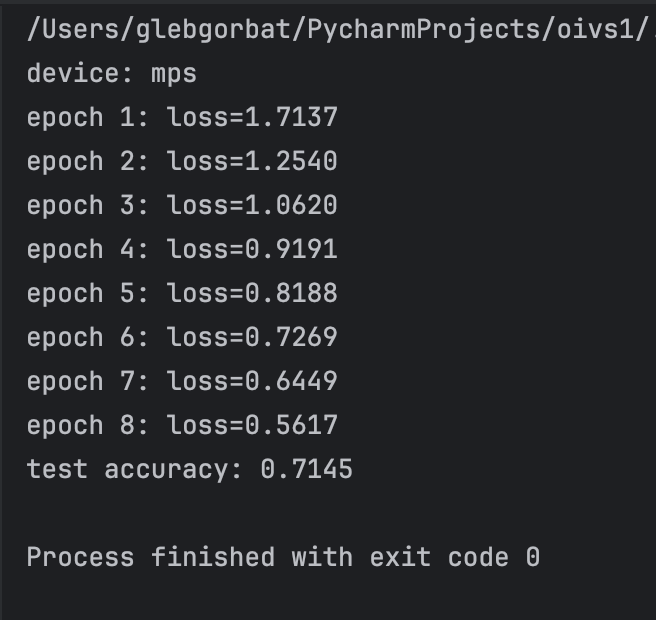 /Users/glebgorbat/PycharmProjects/oivs1/
device: mps
epoch 1: loss=1.7137
epoch 2: loss=1.2540
epoch 3: loss=1.0620
epoch 4: loss=0.9191
epoch 5: loss=0.8188
epoch 6: loss=0.7269
epoch 7: loss=0.6449
epoch 8: loss=0.5617
test accuracy: 0.7145
Process finished with exit code 0